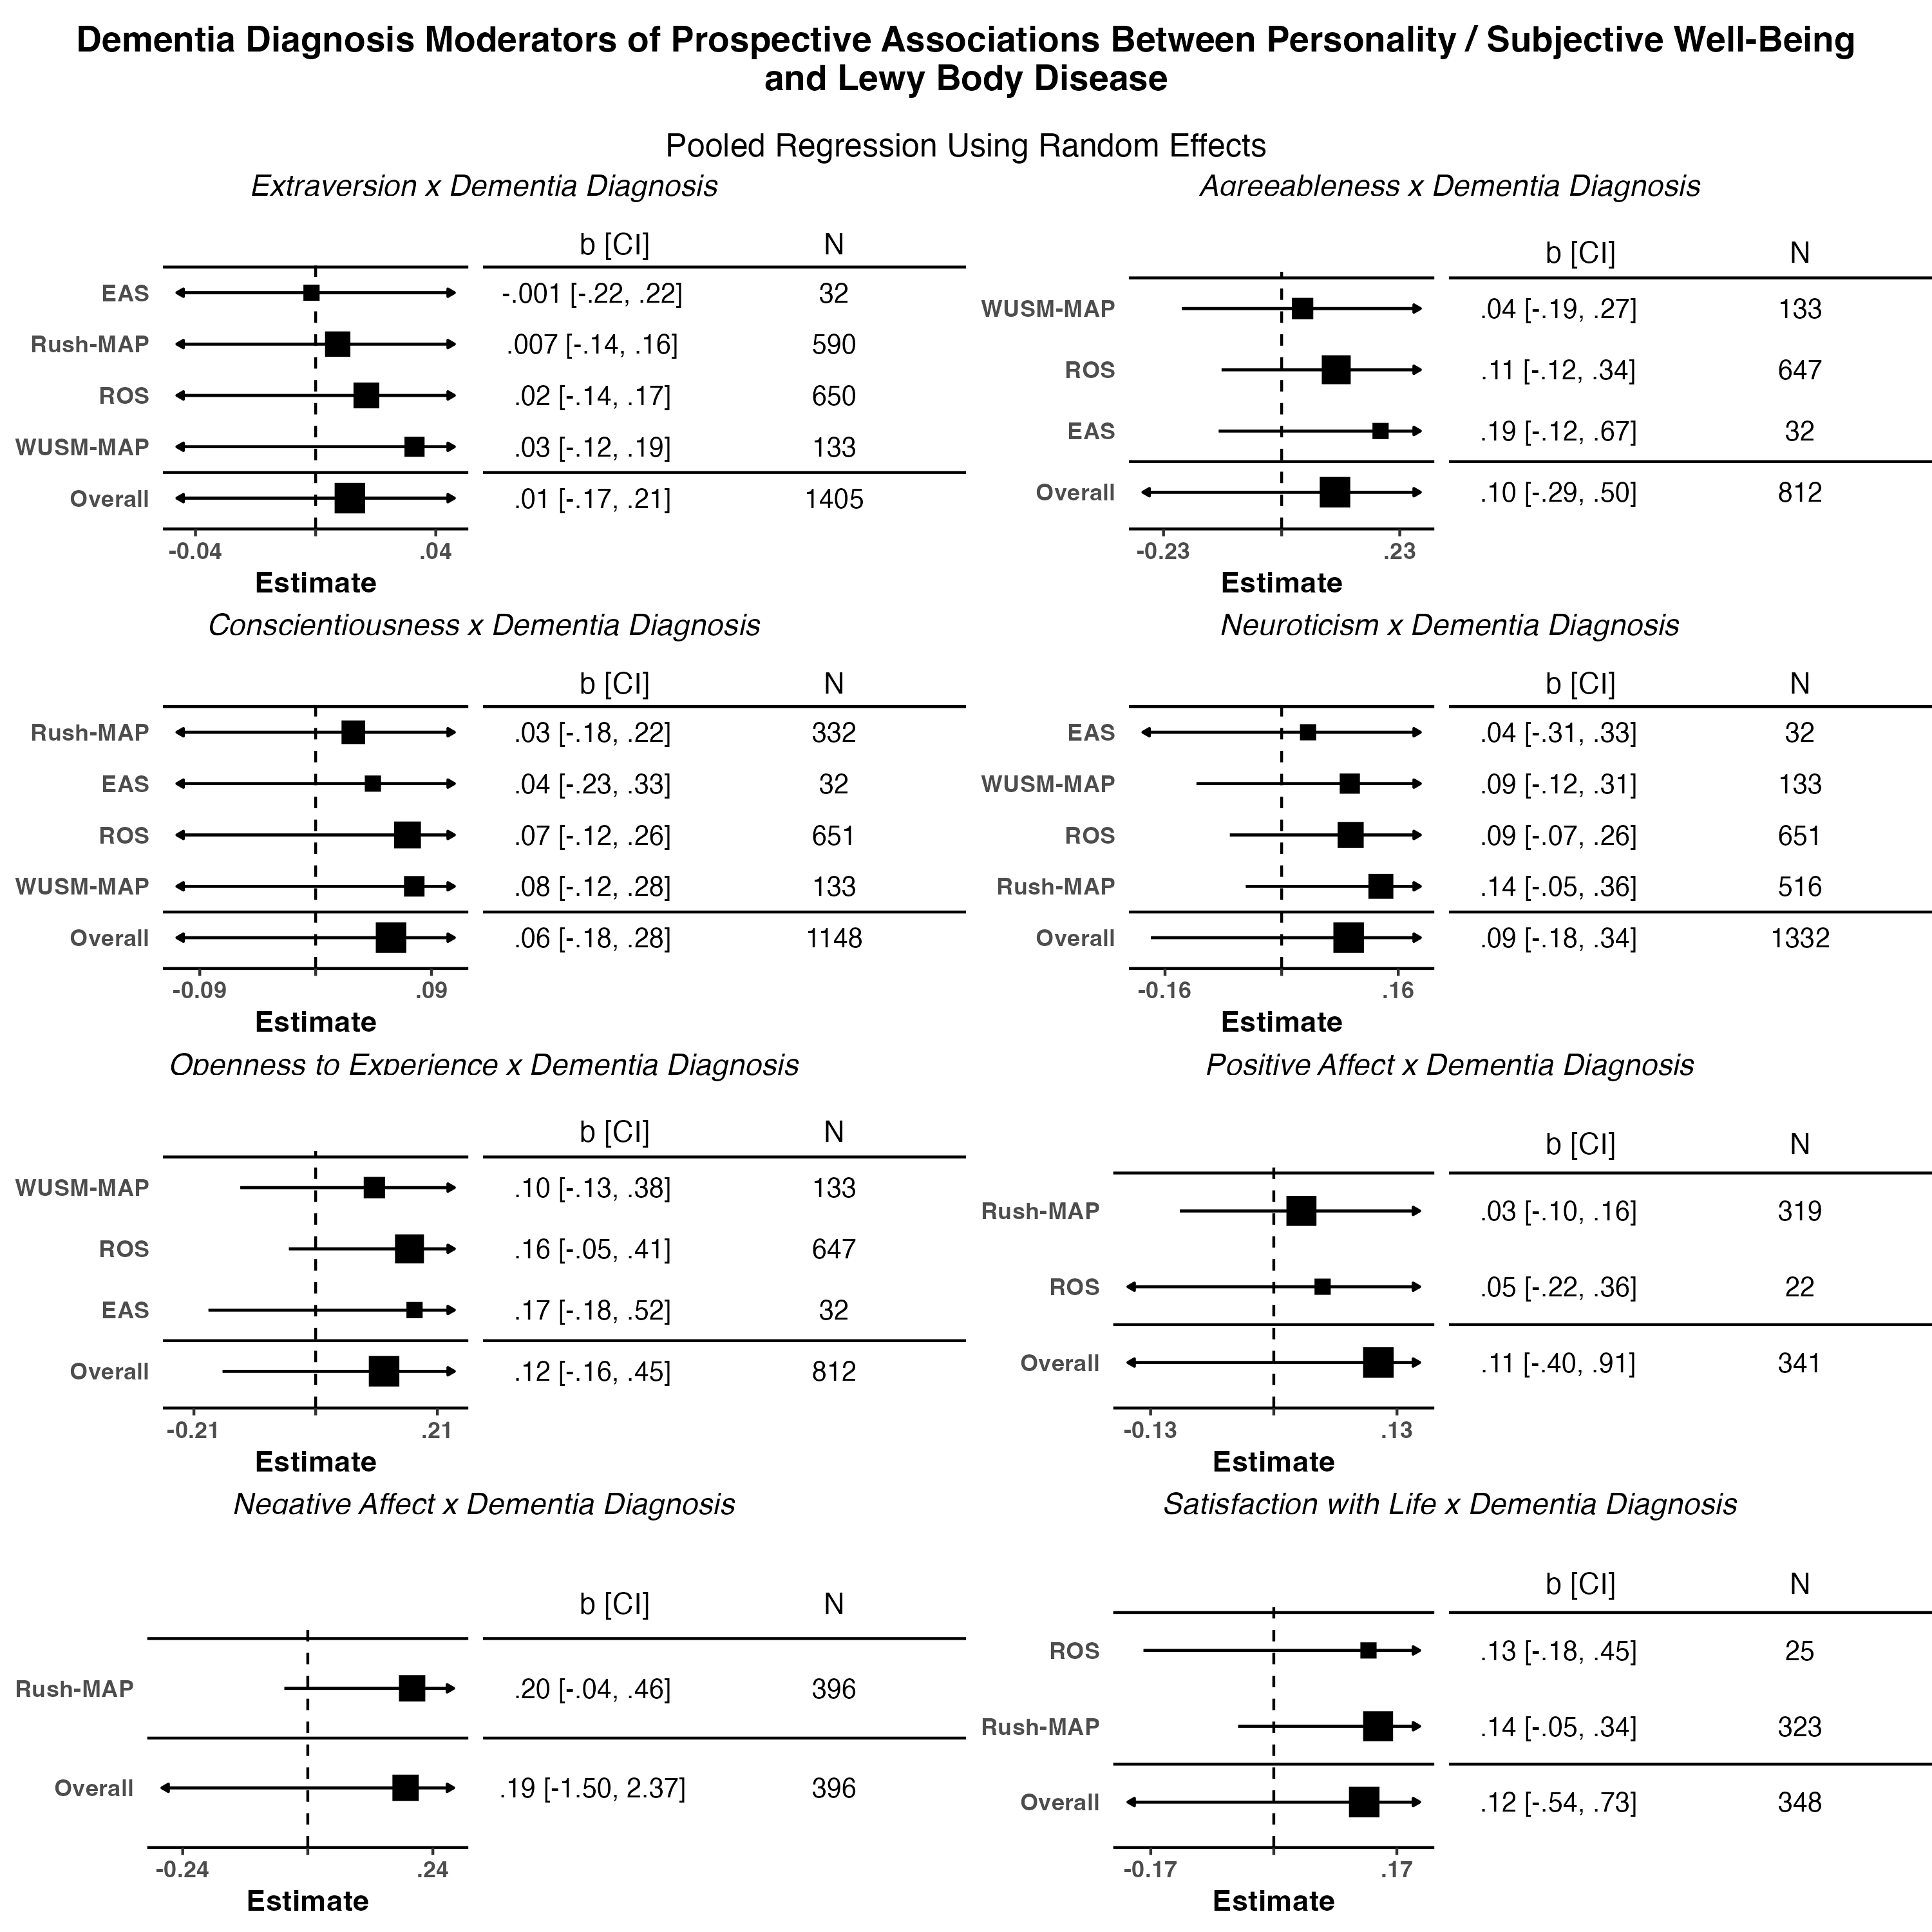 Dementia Diagnosis Moderators of Prospective Associations Between Personality / Subjective Well-Being
and Lewy Body Disease
Pooled Regression Using Random Effects
Extraversion x Dementia Diagnosis
b [CI] N
EAS -.001 [-.22, .22] 32
Rush-MAP .007 [-.14, .16] 590
ROS .02 [-.14, .17] 650
WUSM-MAP .03 [-.12, .19] 133
Overall .01 [-.17, .21] 1405
-0.04 .04
Estimate
Agreeableness x Dementia Diagnosis
b [CI] N
WUSM-MAP .04 [-.19, .27] 133
ROS .11 [-.12, .34] 647
EAS .19 [-.12, .67] 32
Overall .10 [-.29, .50] 812
-0.23 .23
Estimate
Conscientiousness x Dementia Diagnosis
b [CI] N
Rush-MAP .03 [-.18, .22] 332
EAS .04 [-.23, .33] 32
ROS .07 [-.12, .26] 651
WUSM-MAP .08 [-.12, .28] 133
Overall .06 [-.18, .28] 1148
-0.09 .09
Estimate
Neuroticism x Dementia Diagnosis
b [CI] N
EAS .04 [-.31, .33] 32
WUSM-MAP .09 [-.12, .31] 133
ROS .09 [-.07, .26] 651
Rush-MAP .14 [-.05, .36] 516
Overall .09 [-.18, .34] 1332
-0.16 .16
Estimate
Openness to Experience x Dementia Diagnosis
b [CI] N
WUSM-MAP .10 [-.13, .38] 133
ROS .16 [-.05, .41] 647
EAS .17 [-.18, .52] 32
Overall .12 [-.16, .45] 812
-0.21 .21
Estimate
Positive Affect x Dementia Diagnosis
b [CI] N
Rush-MAP .03 [-.10, .16] 319
ROS .05 [-.22, .36] 22
Overall .11 [-.40, .91] 341
-0.13 .13
Estimate
Negative Affect x Dementia Diagnosis
b [CI] N
Rush-MAP .20 [-.04, .46] 396
Overall .19 [-1.50, 2.37] 396
-0.24 .24
Estimate
Satisfaction with Life x Dementia Diagnosis
b [CI] N
ROS .13 [-.18, .45] 25
Rush-MAP .14 [-.05, .34] 323
Overall .12 [-.54, .73] 348
-0.17 .17
Estimate